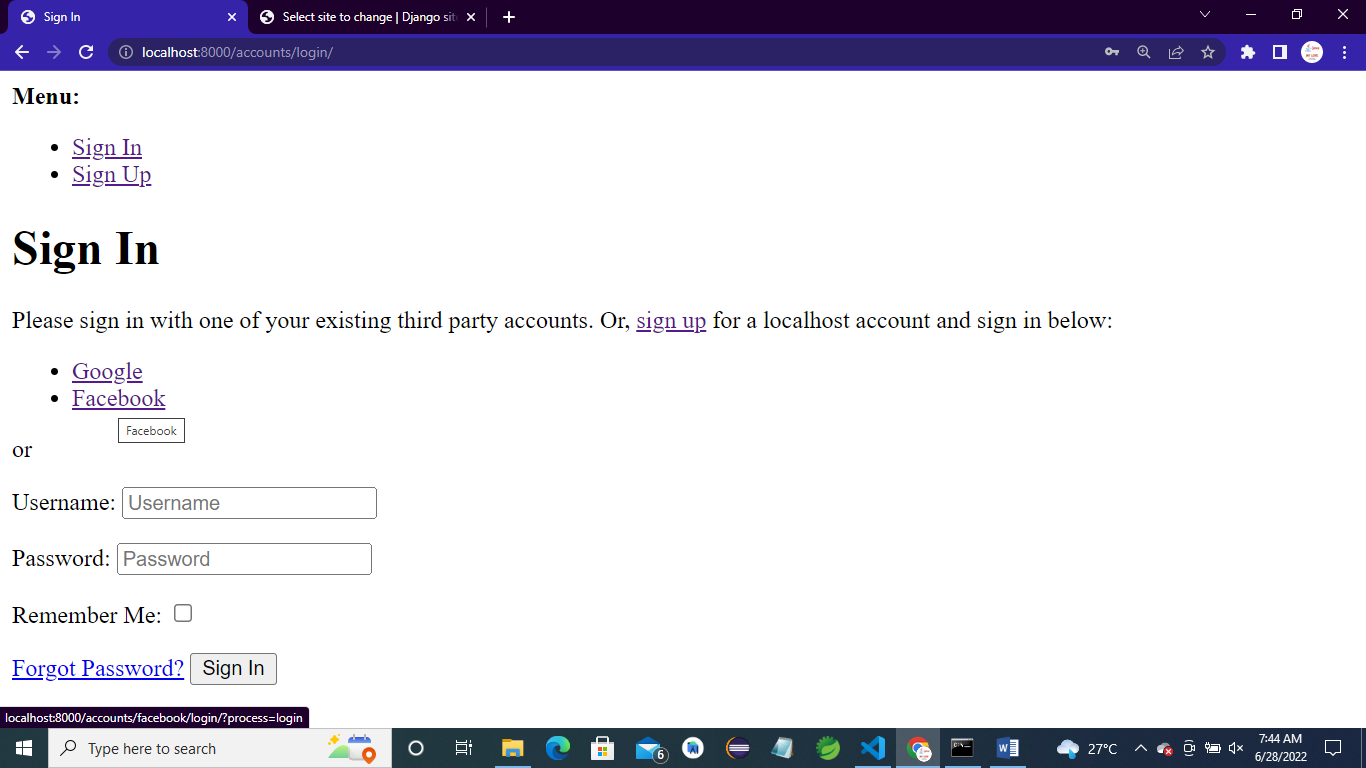 Sign In
Select site to change | Django site
localhost:8000/accounts/login/
Menu:
Sign In
Sign Up
Sign In
Please sign in with one of your existing third party accounts. Or, sign up for a localhost account and sign in below:
Google
Facebook
Facebook
or
Username: Username
Password: Password
Remember Me:
Forgot Password? Sign In
localhost:8000/accounts/facebook/login/?process=login
Type here to search
6
27°C
7:44 AM
6/28/2022